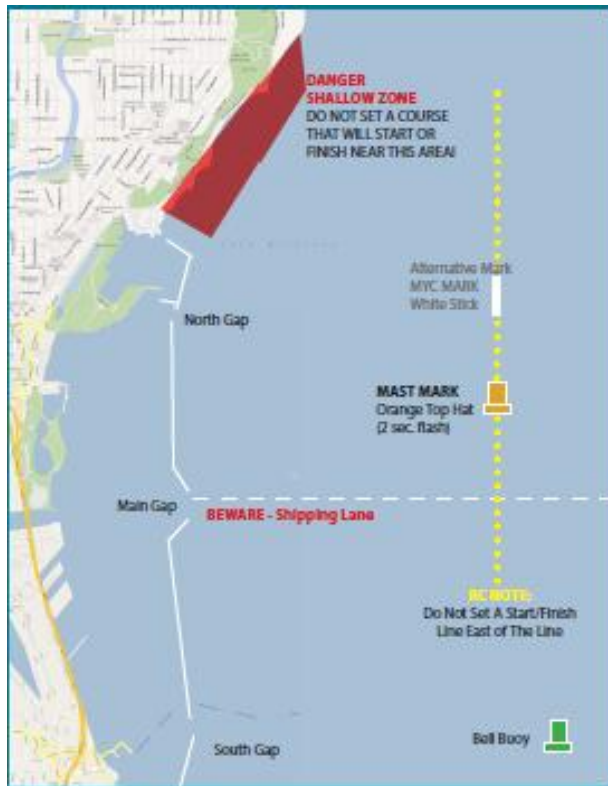 DANGER
SHALLOW ZONE
DO NOT SET A COURSE
THAT WILL START OR
FINISH NEAR THIS AREA!
Alternative Mark
MYC MARK
White Stick
North Gap
MAST MARK
Orange Top Hat
(2 sec. flash)
Main Gap
BEWARE - Shipping Lane
RC NOTE:
Do Not Set A Start/Finish
Line East of The Line
Bell Buoy
South Gap